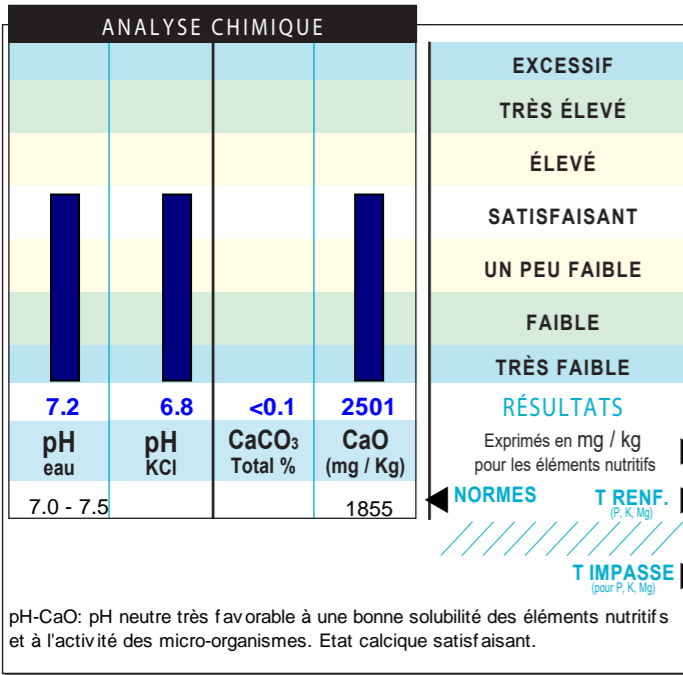 ANALYSE CHIMIQUE
EXCESSIF
TRÈS ÉLEVÉ
ÉLEVÉ
SATISFAISANT
UN PEU FAIBLE
FAIBLE
TRÈS FAIBLE
7.2 6.8 <0.1 2501 RÉSULTATS
pH pH CaCO₃ CaO Exprimés en mg / kg
eau KCl Total % (mg / Kg) pour les éléments nutritifs
7.0 - 7.5 1855 NORMES T RENF.
(P, K, Mg)
T IMPASSE
(pour P, K, Mg)
pH-CaO: pH neutre très favorable à une bonne solubilité des éléments nutritifs
et à l'activité des micro-organismes. Etat calcique satisfaisant.